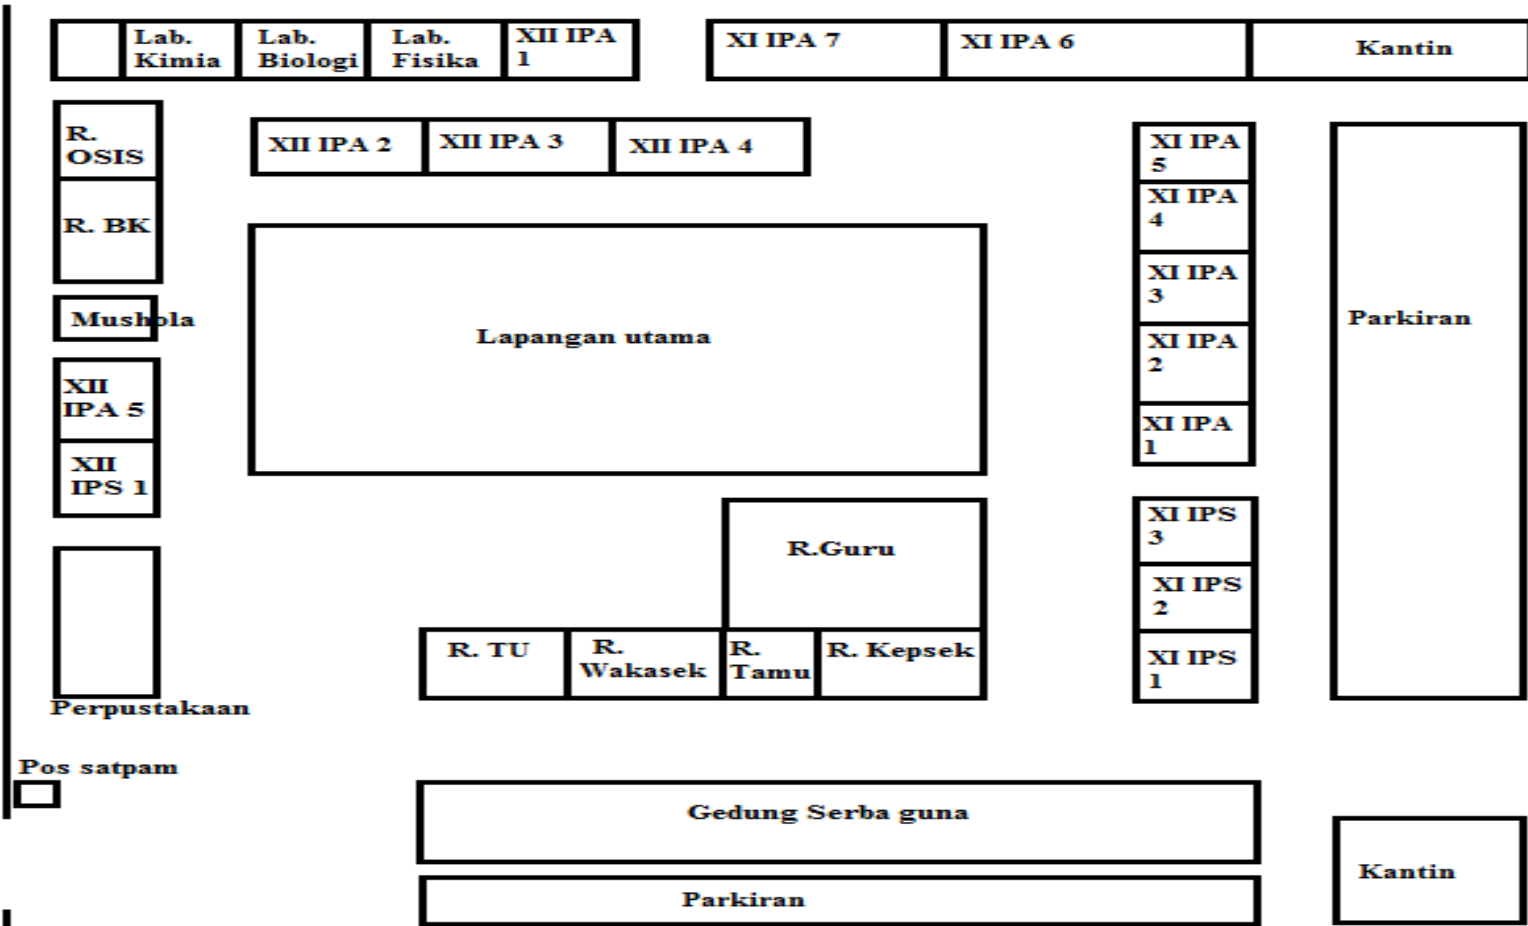 Lab.
Kimia
Lab.
Biologi
Lab.
Fisika
XII IPA
1
XI IPA 7
XI IPA 6
Kantin
R.
OSIS
XII IPA 2
XII IPA 3
XII IPA 4
XI IPA
5
XI IPA
4
R. BK
XI IPA
3
Mushola
Lapangan utama
Parkiran
XI IPA
2
XII
IPA 5
XI IPA
1
XII
IPS 1
XI IPS
3
R.Guru
XI IPS
2
R. TU
R.
Wakasek
R.
Tamu
R. Kepsek
XI IPS
1
Perpustakaan
Pos satpam
Gedung Serba guna
Kantin
Parkiran